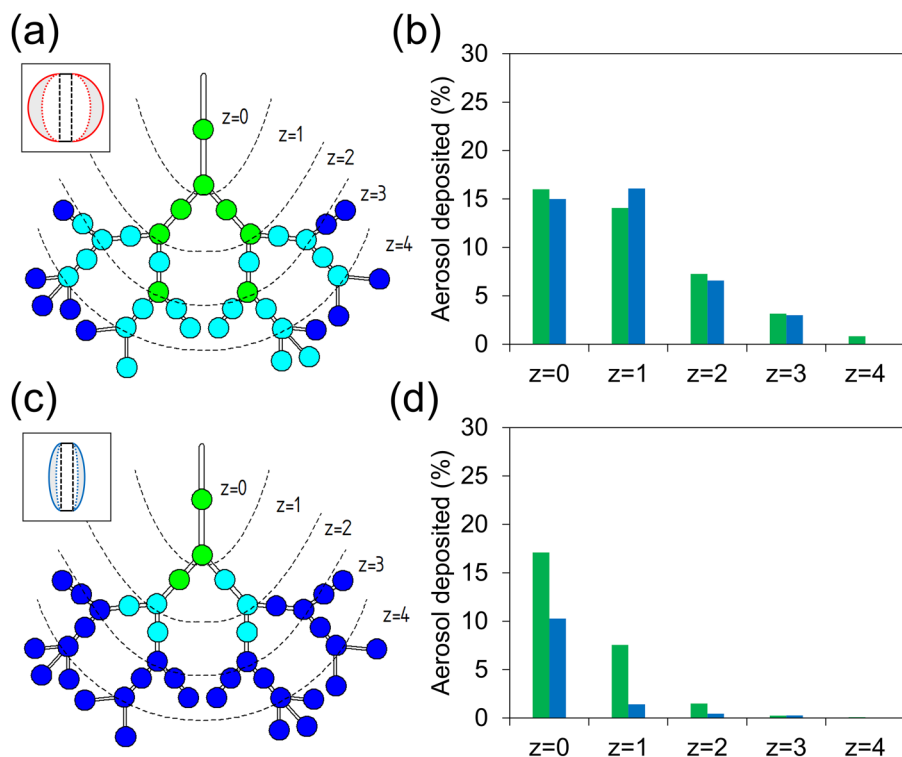 (a)
z=0
z=1
z=2
z=3
z=4
(b)
Aerosol deposited (%)
30
25
20
15
10
5
0
z=0 z=1 z=2 z=3 z=4
(c)
z=0
z=1
z=2
z=3
z=4
(d)
Aerosol deposited (%)
30
25
20
15
10
5
0
z=0 z=1 z=2 z=3 z=4